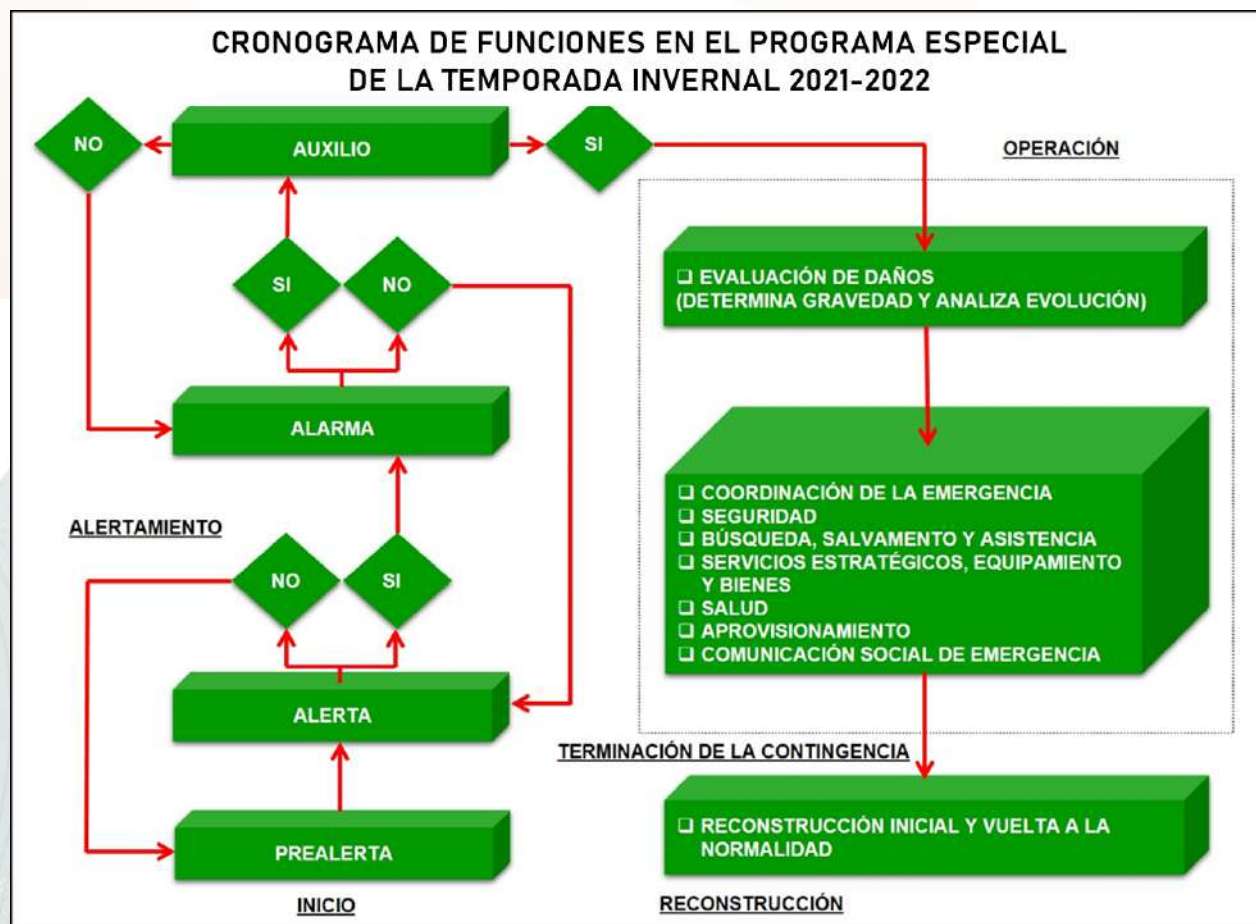 CRONOGRAMA DE FUNCIONES EN EL PROGRAMA ESPECIAL
DE LA TEMPORADA INVERNAL 2021-2022
NO
AUXILIO
SI
OPERACIÓN
SI
NO
❑ EVALUACIÓN DE DAÑOS
(DETERMINA GRAVEDAD Y ANALIZA EVOLUCIÓN)
ALARMA
❑ COORDINACIÓN DE LA EMERGENCIA
❑ SEGURIDAD
❑ BÚSQUEDA, SALVAMENTO Y ASISTENCIA
❑ SERVICIOS ESTRATÉGICOS, EQUIPAMIENTO
Y BIENES
❑ SALUD
❑ APROVISIONAMIENTO
❑ COMUNICACIÓN SOCIAL DE EMERGENCIA
ALERTAMIENTO
NO
SI
ALERTA
TERMINACIÓN DE LA CONTINGENCIA
PREALERTA
❑ RECONSTRUCCIÓN INICIAL Y VUELTA A LA
NORMALIDAD
INICIO
RECONSTRUCCIÓN